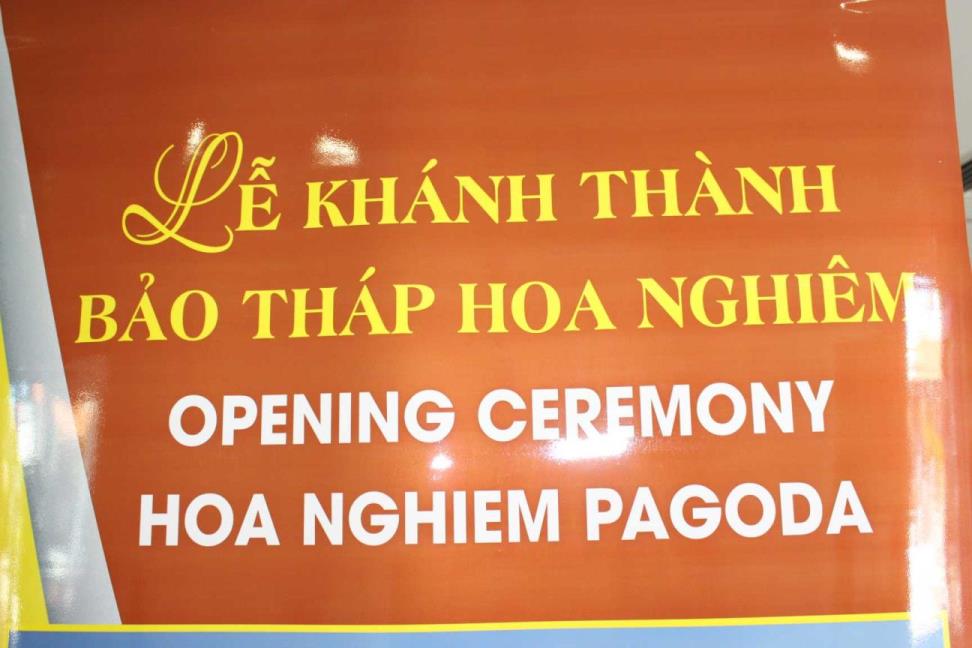 LỄ KHÁNH THÀNH
BẢO THÁP HOA NGHIÊM
OPENING CEREMONY
HOA NGHIEM PAGODA